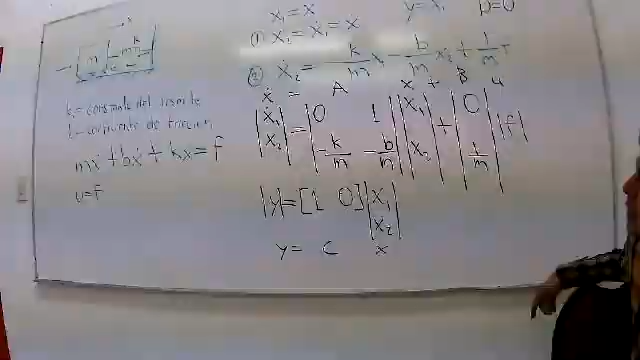 x
m k
k = constante del resorte
b = coeficiente de friccion
mẍ + bẋ + kx = F
u = F
x₁ = x
y = x₁ D=0
① ẋ₁ = x₂ = ẋ
② ẋ₂ = -k/m x₁ - b/m x₂ + 1/m F
ẋ = A x + B u
|ẋ₁ ẋ₂| = |0 1 -k/m -b/m| |x₁ x₂| + |0 1/m| |F|
|y| = [1 0] |x₁ x₂|
y = C x